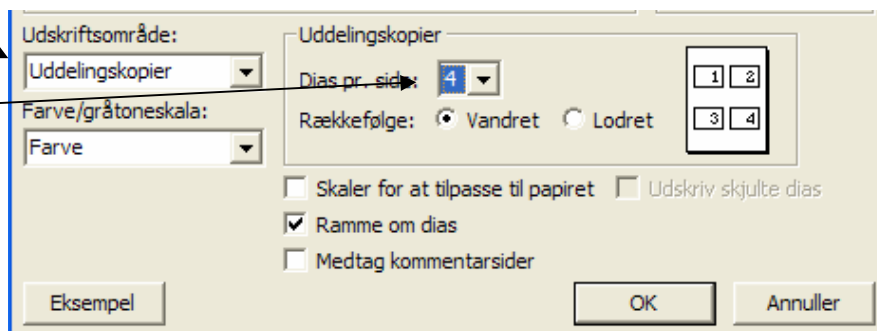 Udskriftsområde:
Uddelingskopier
Farve/gråtoneskala:
Farve
Uddelingskopier
Dias pr. side: 4
Rækkefølge: Vandret Lodret
1 2
3 4
Skaler for at tilpasse til papiret Udskriv skjulte dias
Ramme om dias
Medtag kommentarsider
Eksempel OK Annuller